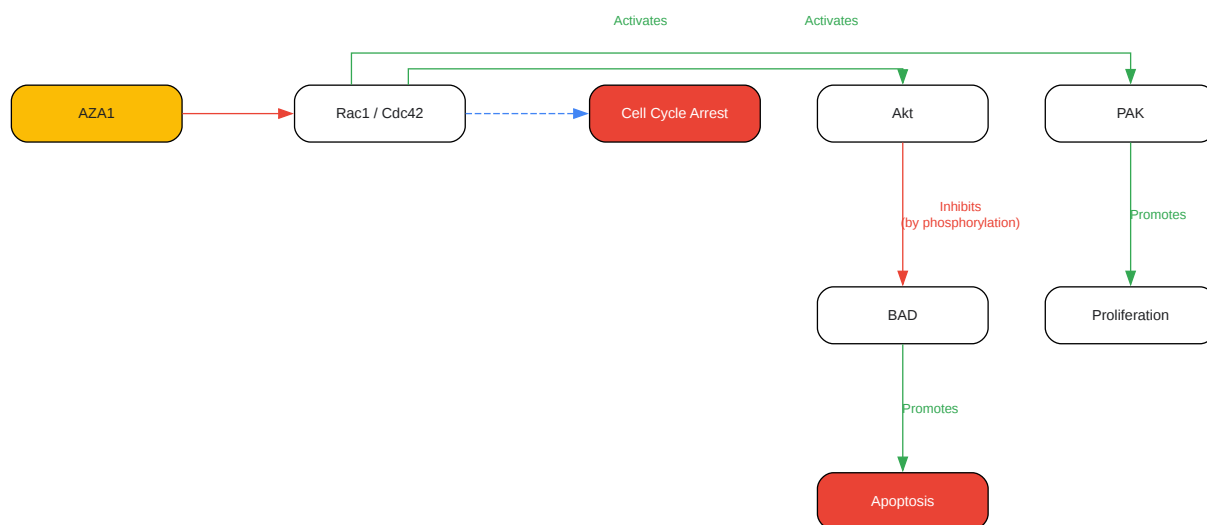 Activates
Activates
AZA1
Rac1 / Cdc42
Cell Cycle Arrest
Akt
PAK
Inhibits
(by phosphorylation)
Promotes
BAD
Proliferation
Promotes
Apoptosis